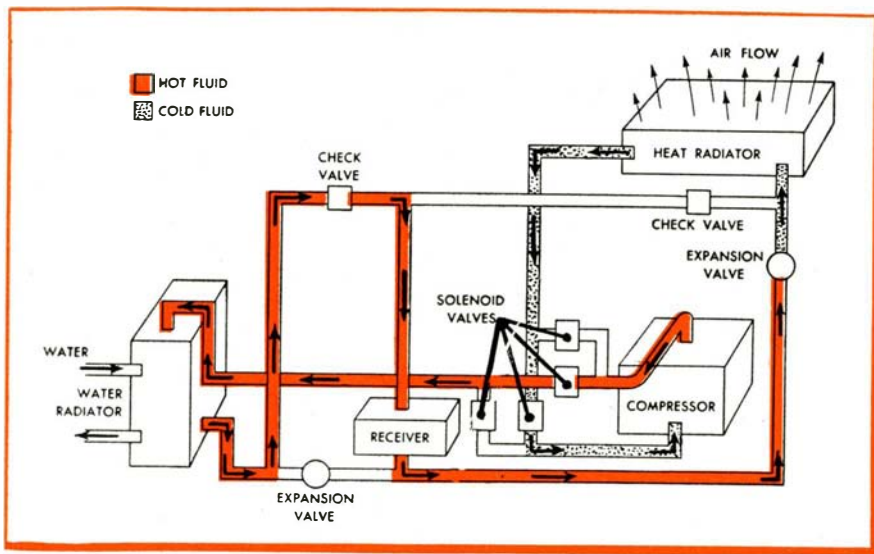 AIR FLOW
HOT FLUID
COLD FLUID
CHECK
VALVE
HEAT RADIATOR
CHECK VALVE
EXPANSION
VALVE
SOLENOID
VALVES
WATER
WATER
RADIATOR
COMPRESSOR
RECEIVER
EXPANSION
VALVE